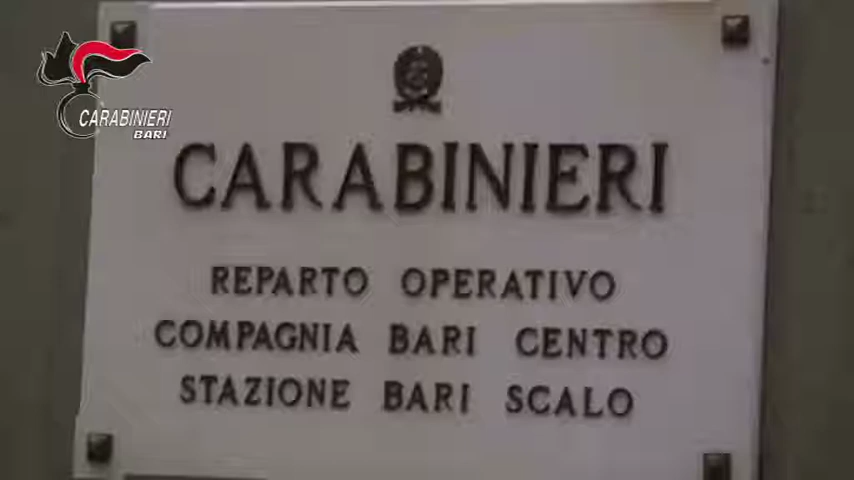 CARABINIERI
BARI
CARABINIERI
REPARTO OPERATIVO
COMPAGNIA BARI CENTRO
STAZIONE BARI SCALO